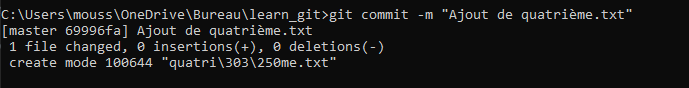 C:\Users\mouss\OneDrive\Bureau\learn_git>git commit -m "Ajout de quatrième.txt"
[master 69996fa] Ajout de quatrième.txt
 1 file changed, 0 insertions(+), 0 deletions(-)
 create mode 100644 "quatri\303\250me.txt"